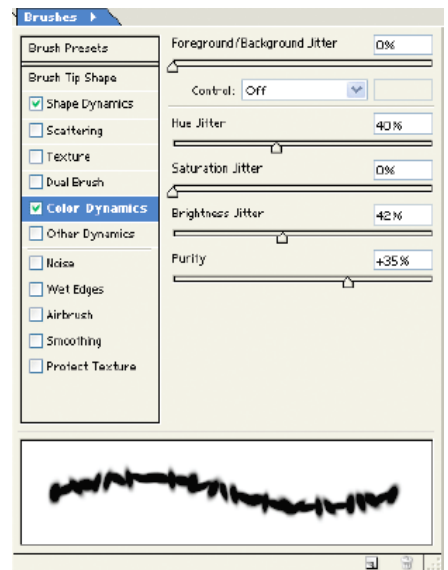 Brushes
Brush Presets
Brush Tip Shape
Shape Dynamics
Scattering
Texture
Dual Brush
Color Dynamics
Other Dynamics
Noise
Wet Edges
Airbrush
Smoothing
Protect Texture
Foreground/Background Jitter 0%
Control: Off
Hue Jitter 40%
Saturation Jitter 0%
Brightness Jitter 42%
Purity +35%